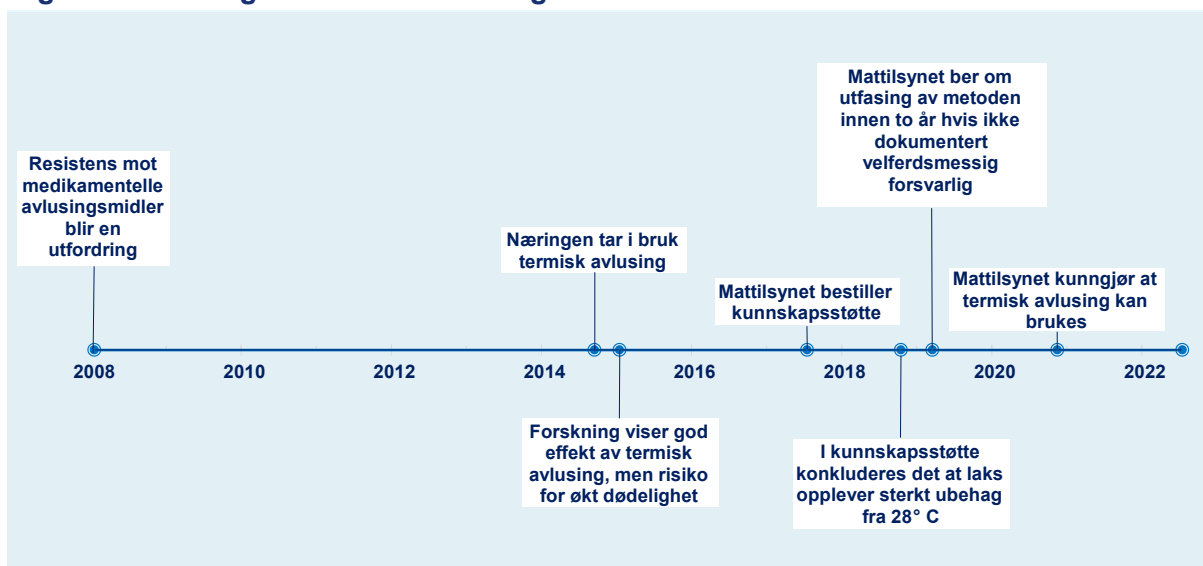 Mattilsynet ber om
utfasing av metoden
innen to år hvis ikke
dokumentert
velferdsmessig
forsvarlig
Resistens mot
medikamentelle
avlusingsmidler
blir en
utfordring
Næringen tar i bruk
termisk avlusing
Mattilsynet bestiller
kunnskapsstøtte
Mattilsynet kunngjør at
termisk avlusing kan
brukes
2008 2010 2012 2014 2016 2018 2020 2022
Forskning viser god
effekt av termisk
avlusing, men risiko
for økt dødelighet
I kunnskapsstøtte
konkluderes det at laks
opplever sterkt ubehag
fra 28° C